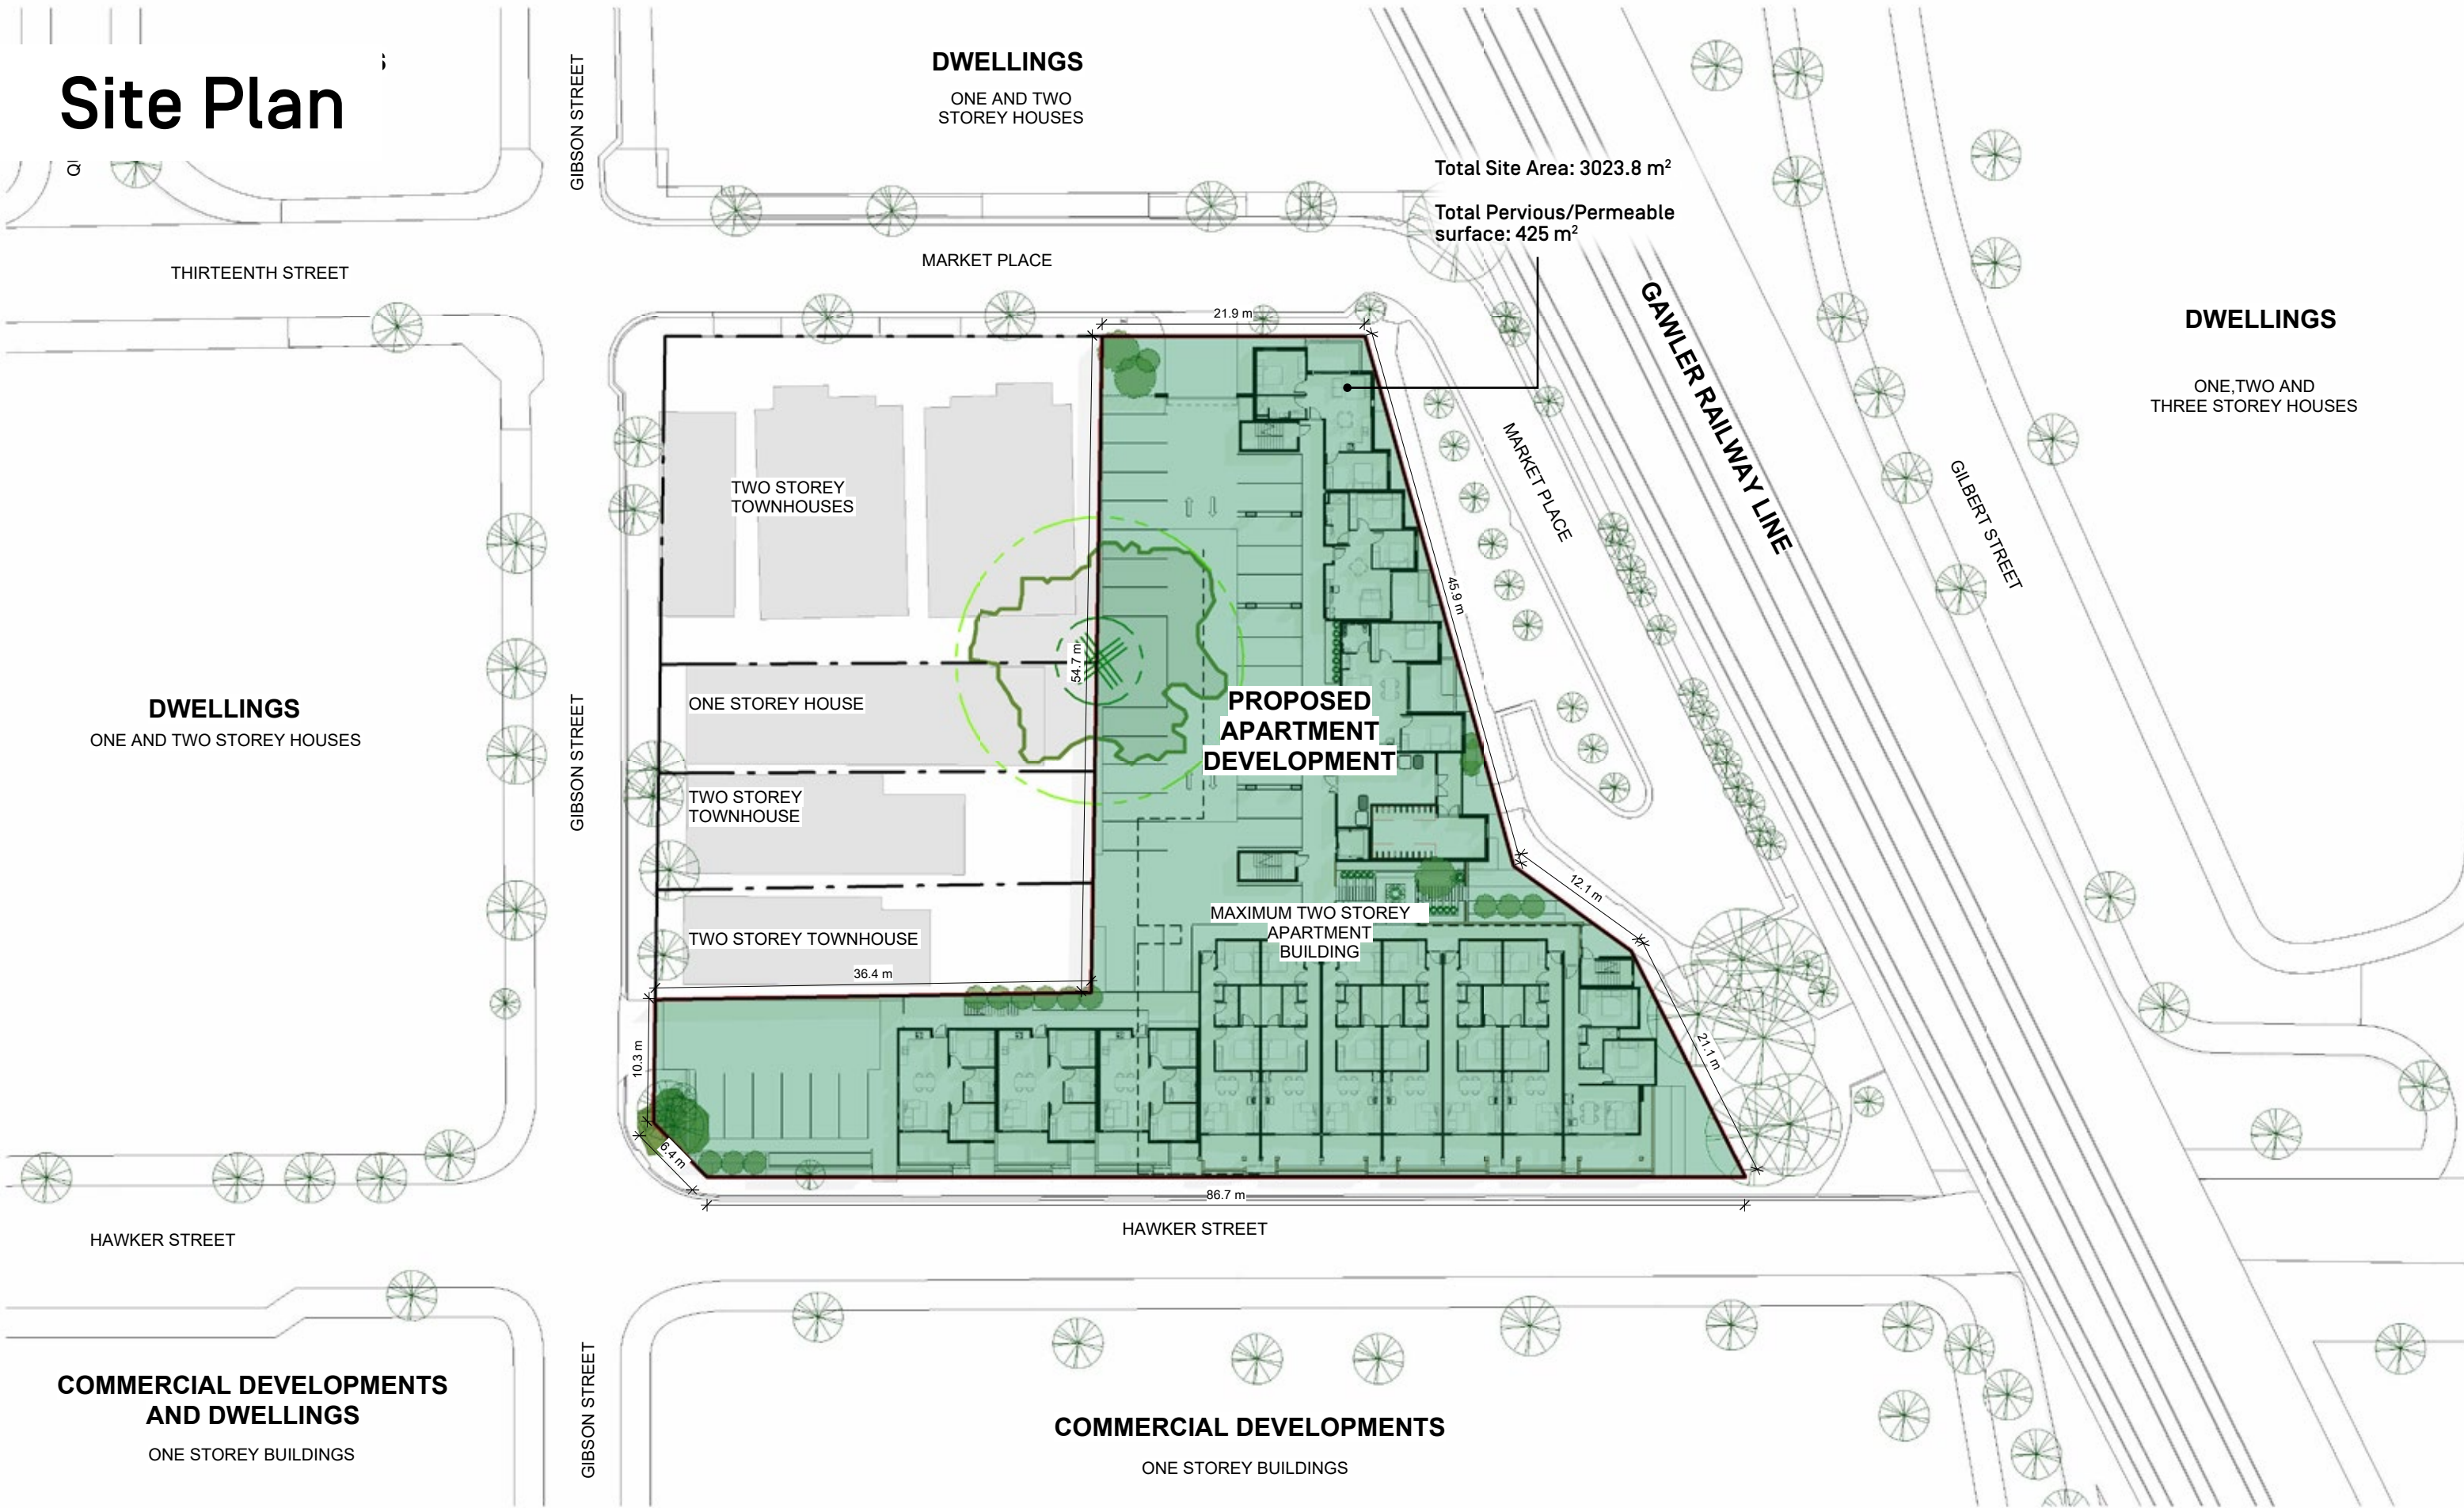 Site Plan
Q
GIBSON STREET
DWELLINGS
ONE AND TWO
STOREY HOUSES
Total Site Area: 3023.8 m²
Total Pervious/Permeable
surface: 425 m²
THIRTEENTH STREET
MARKET PLACE
21.9 m
GAWLER RAILWAY LINE
DWELLINGS
ONE,TWO AND
THREE STOREY HOUSES
MARKET PLACE
GILBERT STREET
TWO STOREY
TOWNHOUSES
45.9 m
54.7 m
DWELLINGS
ONE AND TWO STOREY HOUSES
GIBSON STREET
ONE STOREY HOUSE
PROPOSED
APARTMENT
DEVELOPMENT
TWO STOREY
TOWNHOUSE
12.1 m
MAXIMUM TWO STOREY
APARTMENT
BUILDING
TWO STOREY TOWNHOUSE
36.4 m
10.3 m
21.1 m
6.4 m
86.7 m
HAWKER STREET
HAWKER STREET
GIBSON STREET
COMMERCIAL DEVELOPMENTS
AND DWELLINGS
ONE STOREY BUILDINGS
COMMERCIAL DEVELOPMENTS
ONE STOREY BUILDINGS